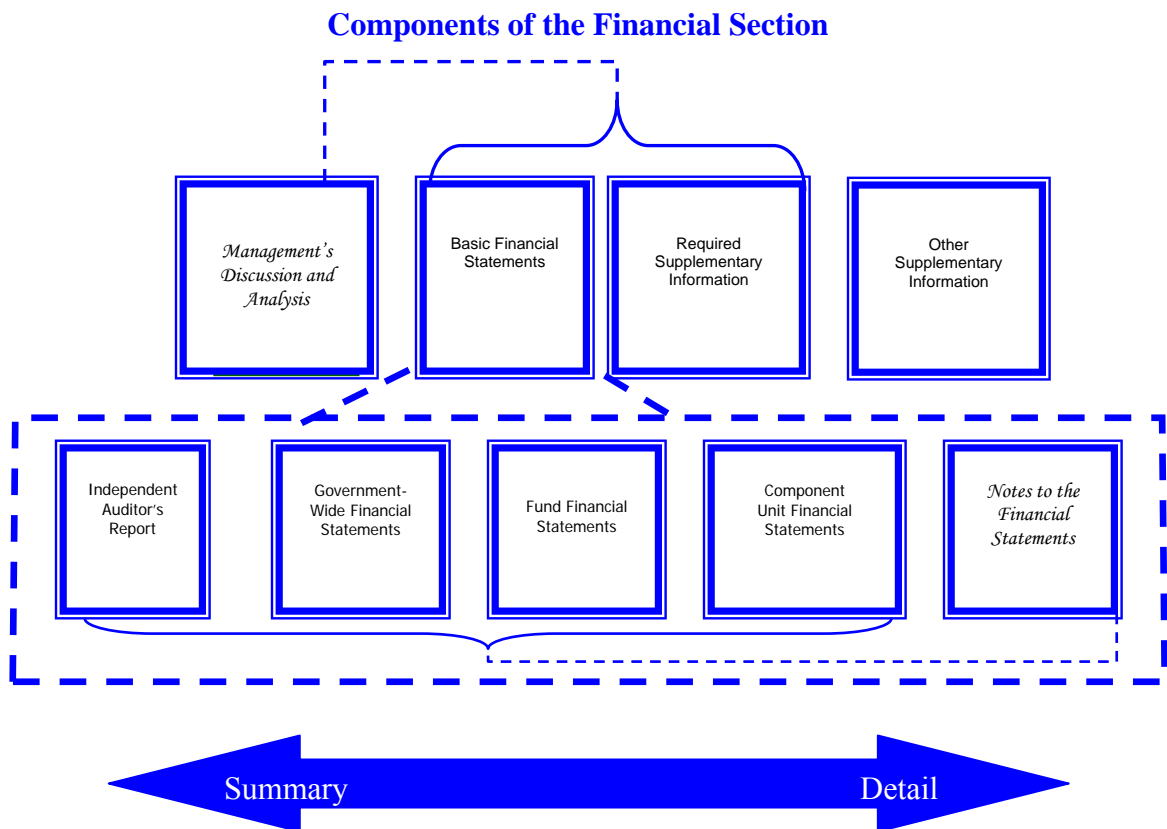 Components of the Financial Section
Management’s
Discussion and
Analysis
Basic Financial
Statements
Required
Supplementary
Information
Other
Supplementary
Information
Independent
Auditor’s
Report
Government-
Wide Financial
Statements
Fund Financial
Statements
Component
Unit Financial
Statements
Notes to the
Financial
Statements
Summary
Detail